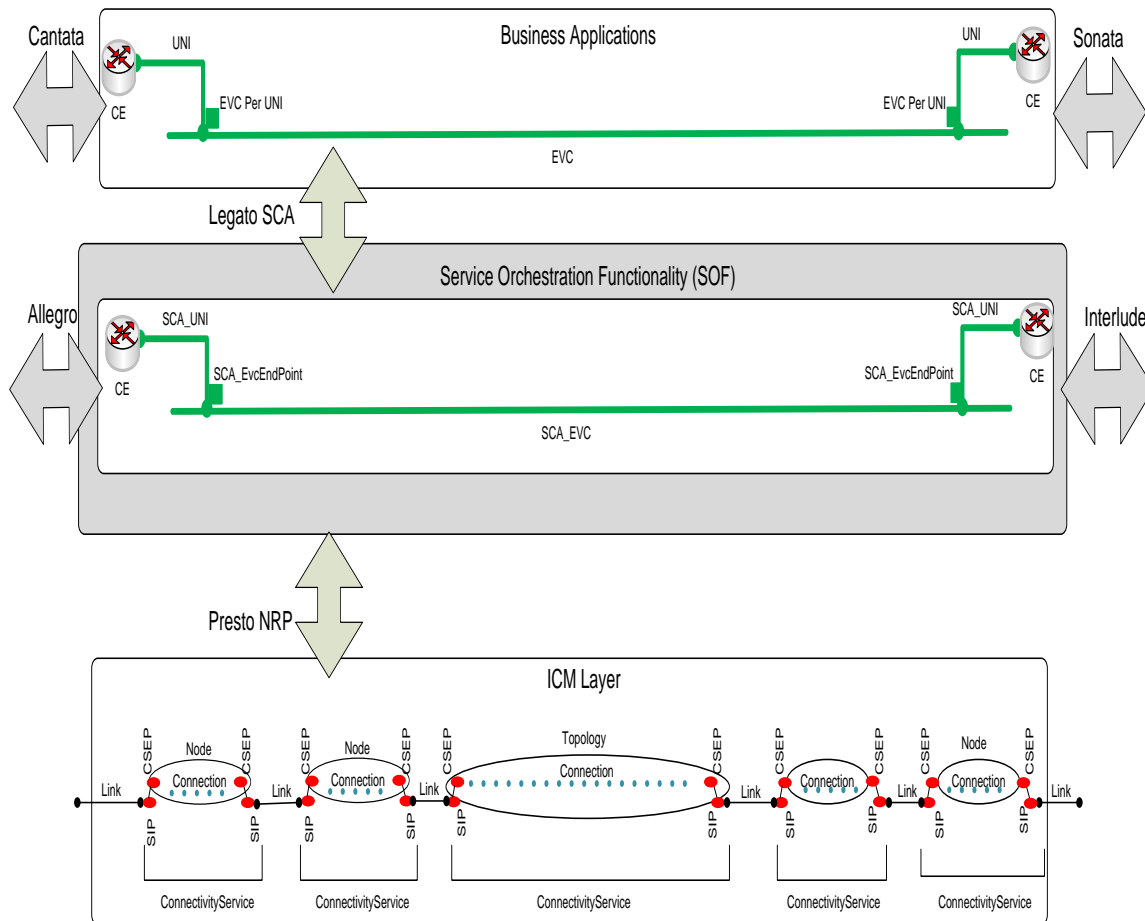 Business Applications
Cantata
UNI
UNI
Sonata
CE
CE
EVC Per UNI
EVC Per UNI
EVC
Legato SCA
Service Orchestration Functionality (SOF)
Allegro
SCA_UNI
SCA_UNI
Interlude
CE
CE
SCA_EvcEndPoint
SCA_EvcEndPoint
SCA_EVC
Presto NRP
ICM Layer
CSEP
Node
CSEP
CSEP
Node
CSEP
CSEP
Topology
CSEP
CSEP
CSEP
CSEP
Node
CSEP
Link
Connection
Link
Connection
Link
Connection
Link
Connection
Link
Connection
Link
SIP
SIP
SIP
SIP
SIP
SIP
SIP
SIP
SIP
SIP
ConnectivityService
ConnectivityService
ConnectivityService
ConnectivityService
ConnectivityService